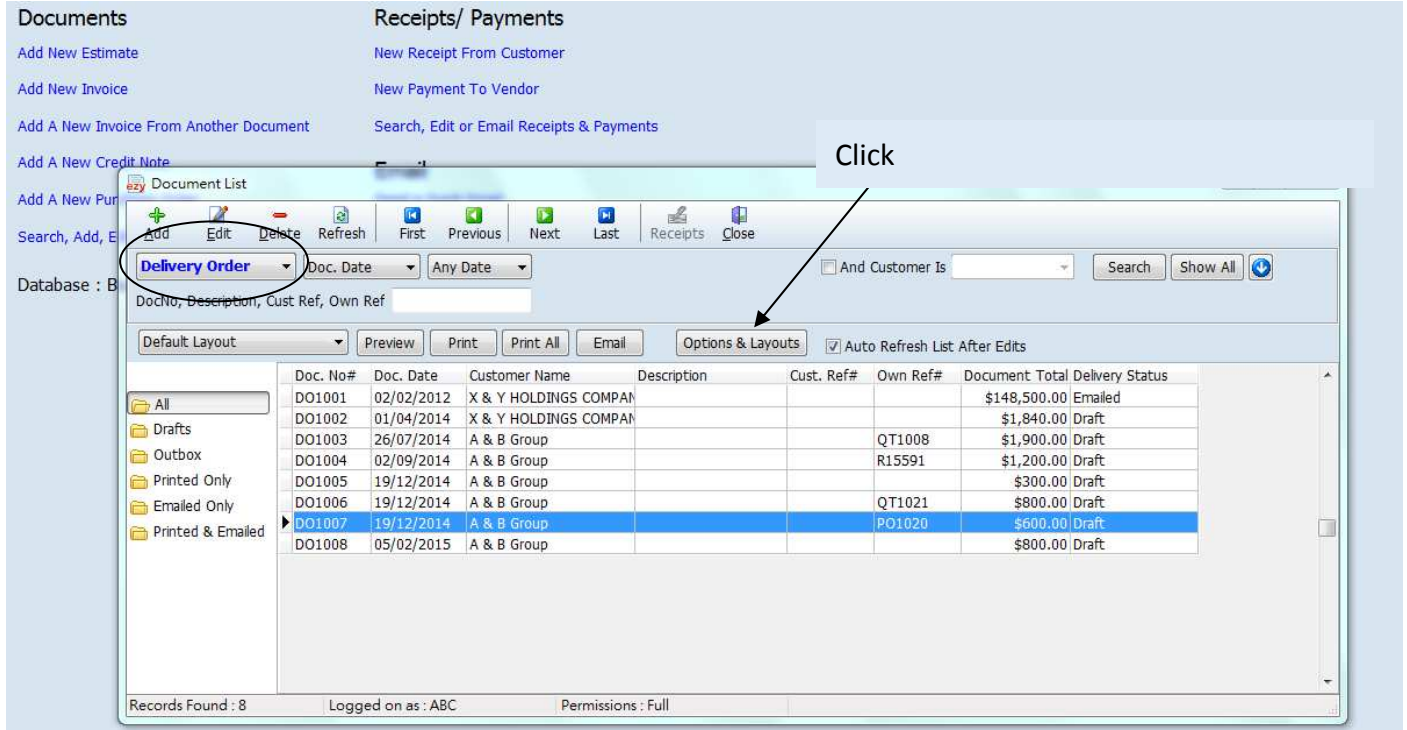 Documents
Receipts/ Payments
Add New Estimate
New Receipt From Customer
Add New Invoice
New Payment To Vendor
Add A New Invoice From Another Document
Search, Edit or Email Receipts & Payments
Click
Add A New Credit Note
Email
ezy Document List
Add A New Pur
Add Edit Delete Refresh First Previous Next Last Receipts Close
Search, Add, E
Delivery Order Doc. Date Any Date And Customer Is Search Show All
Database : B
DocNo, Description, Cust Ref, Own Ref
Default Layout Preview Print Print All Email Options & Layouts Auto Refresh List After Edits
Doc. No# Doc. Date Customer Name Description Cust. Ref# Own Ref# Document Total Delivery Status
All
Drafts
Outbox
Printed Only
Emailed Only
Printed & Emailed
DO1001 02/02/2012 X & Y HOLDINGS COMPAN $148,500.00 Emailed
DO1002 01/04/2014 X & Y HOLDINGS COMPAN $1,840.00 Draft
DO1003 26/07/2014 A & B Group QT1008 $1,900.00 Draft
DO1004 02/09/2014 A & B Group R15591 $1,200.00 Draft
DO1005 19/12/2014 A & B Group $300.00 Draft
DO1006 19/12/2014 A & B Group QT1021 $800.00 Draft
DO1007 19/12/2014 A & B Group PO1020 $600.00 Draft
DO1008 05/02/2015 A & B Group $800.00 Draft
Records Found : 8 Logged on as : ABC Permissions : Full